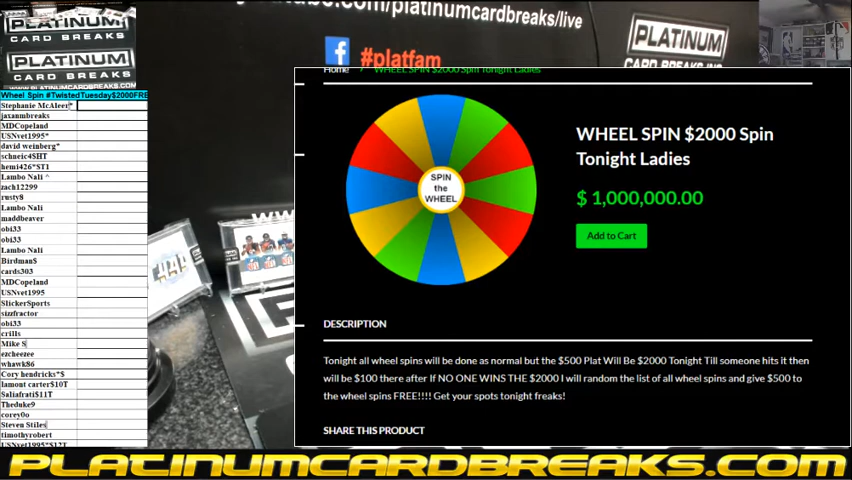 youtube.com/platinumcardbreaks/live
#platfam
PLATINUM
CARD BREAKS
PLATINUM
CARD BREAKS
WWW.PLATINUMCARDBREAKS.COM
PLATINUM
Wheel Spin #TwistedTuesday$2000FRE
Stephanie McAleer*
jaxanmbreaks
MDCopeland
USNvet1995*
david weinberg*
schneic4$HT
hemi426*$T1
Lambo Nali ^
zach12299
rusty8
Lambo Nali
maddbeaver
obi33
obi33
Lambo Nali
Birdman$
cards303
MDCopeland
USNvet1995
SlickerSports
sizzfractor
obi33
crills
Mike S
ezcheezee
whawk86
Cory hendricks*$
lamont carter$10T
Saliafrati$11T
Theduke9
corey0o
Steven Stiles
timothyrobert
USNvet1995*$12T
Home / WHEEL SPIN $2000 Spin Tonight Ladies
SPIN
the
WHEEL
WHEEL SPIN $2000 Spin
Tonight Ladies
$ 1,000,000.00
Add to Cart
DESCRIPTION
Tonight all wheel spins will be done as normal but the $500 Plat Will Be $2000 Tonight Till someone hits it then
will be $100 there after If NO ONE WINS THE $2000 I will random the list of all wheel spins and give $500 to
the wheel spins FREE!!!! Get your spots tonight freaks!
SHARE THIS PRODUCT
PLATINUMCARDBREAKS.COM